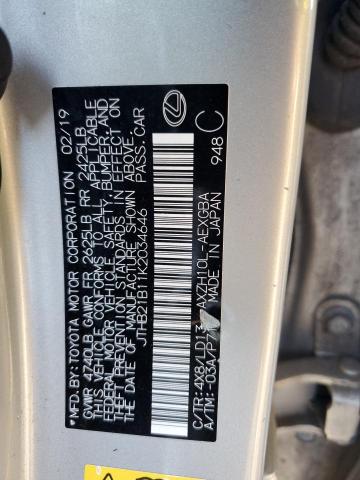 MFD. BY: TOYOTA MOTOR CORPORATION 02/19
GVWR 4740LB GAWR FR 2625LB RR 2425LB
THIS VEHICLE CONFORMS TO ALL APPLICABLE
FEDERAL MOTOR VEHICLE SAFETY, BUMPER, AND
THEFT PREVENTION STANDARDS IN EFFECT ON
THE DATE OF MANUFACTURE SHOWN ABOVE.
JTHB21B11K2034646 PASS. CAR
C/TR: 4X8/LD13 AXZH10L-AEXGBA
A/TM: -03A/P71 MADE IN JAPAN
948 C